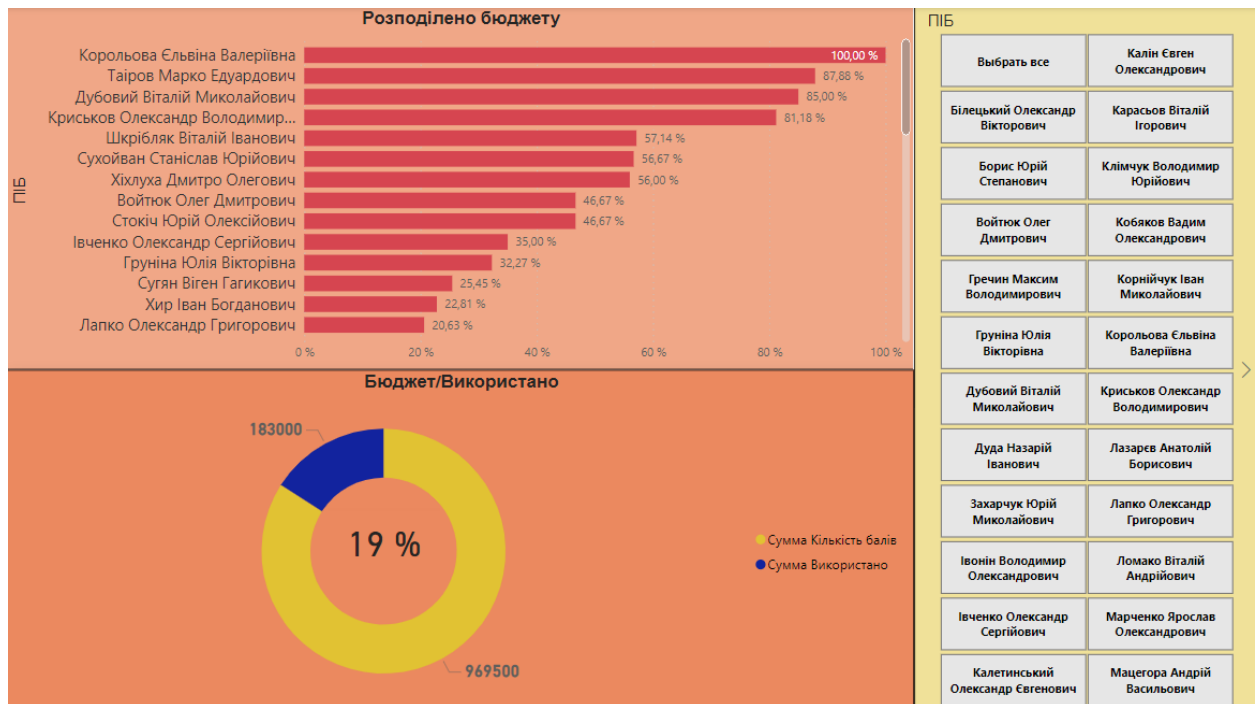 Розподілено бюджету
ПІБ
Корольова Єльвіна Валеріївна
100,00 %
Таіров Марко Едуардович
87,88 %
Дубовий Віталій Миколайович
85,00 %
Криськов Олександр Володимир...
81,18 %
Шкрібляк Віталій Іванович
57,14 %
Сухойван Станіслав Юрійович
56,67 %
Хіхлуха Дмитро Олегович
56,00 %
Войтюк Олег Дмитрович
46,67 %
Стокіч Юрій Олексійович
46,67 %
Івченко Олександр Сергійович
35,00 %
Груніна Юлія Вікторівна
32,27 %
Сугян Віген Гагикович
25,45 %
Хир Іван Богданович
22,81 %
Лапко Олександр Григорович
20,63 %
0 % 20 % 40 % 60 % 80 % 100 %
Бюджет/Використано
183000
19 %
969500
Сумма Кількість балів
Сумма Використано
ПІБ
Выбрать все
Калін Євген
Олександрович
Білецький Олександр
Вікторович
Карасьов Віталій
Ігорович
Борис Юрій
Степанович
Клімчук Володимир
Юрійович
Войтюк Олег
Дмитрович
Кобяков Вадим
Олександрович
Гречин Максим
Володимирович
Корнійчук Іван
Миколайович
Груніна Юлія
Вікторівна
Корольова Єльвіна
Валеріївна
Дубовий Віталій
Миколайович
Криськов Олександр
Володимирович
Дуда Назарій
Іванович
Лазарєв Анатолій
Борисович
Захарчук Юрій
Миколайович
Лапко Олександр
Григорович
Івонін Володимир
Олександрович
Ломако Віталій
Андрійович
Івченко Олександр
Сергійович
Марченко Ярослав
Олександрович
Калетинський
Олександр Євгенович
Мацегора Андрій
Васильович